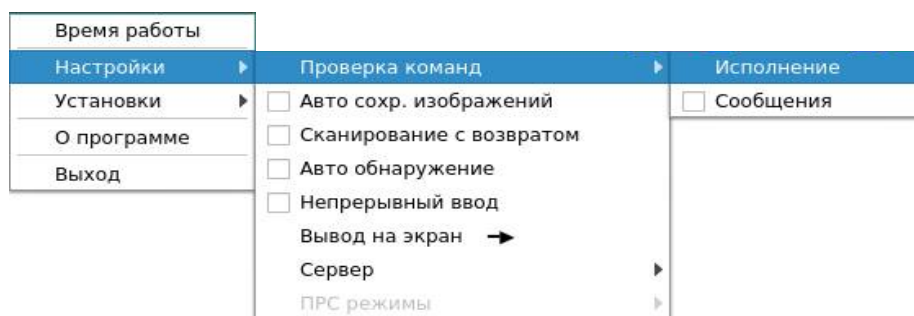 Время работы
Настройки
Установки
О программе
Выход
Проверка команд
Авто сохр. изображений
Сканирование с возвратом
Авто обнаружение
Непрерывный ввод
Вывод на экран
Сервер
ПРС режимы
Исполнение
Сообщения